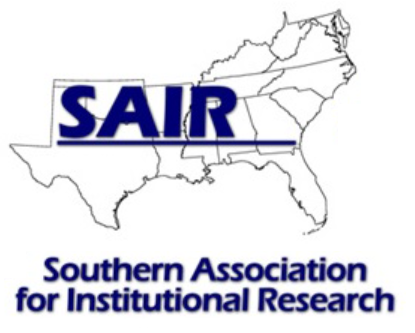 SAIR
Southern Association
for Institutional Research